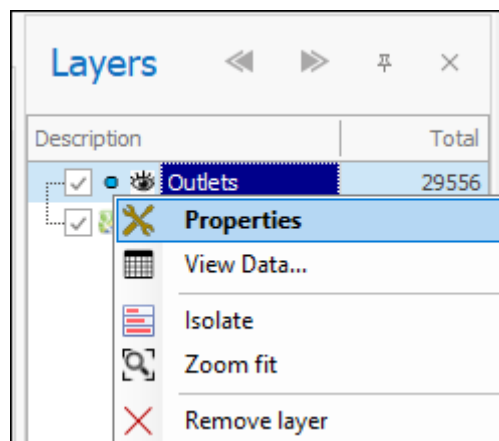 Layers
Description Total
Outlets 29556
Properties
View Data...
Isolate
Zoom fit
Remove layer